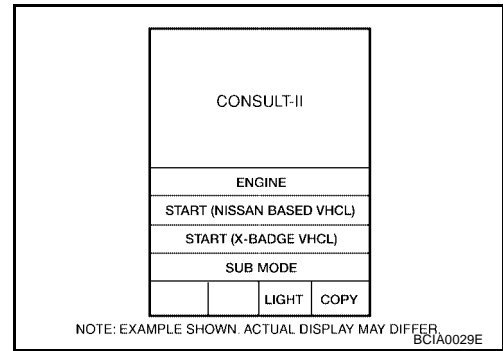 CONSULT-II
ENGINE
START (NISSAN BASED VHCL)
START (X-BADGE VHCL)
SUB MODE
LIGHT COPY
NOTE: EXAMPLE SHOWN. ACTUAL DISPLAY MAY DIFFER.
BCIA0029E